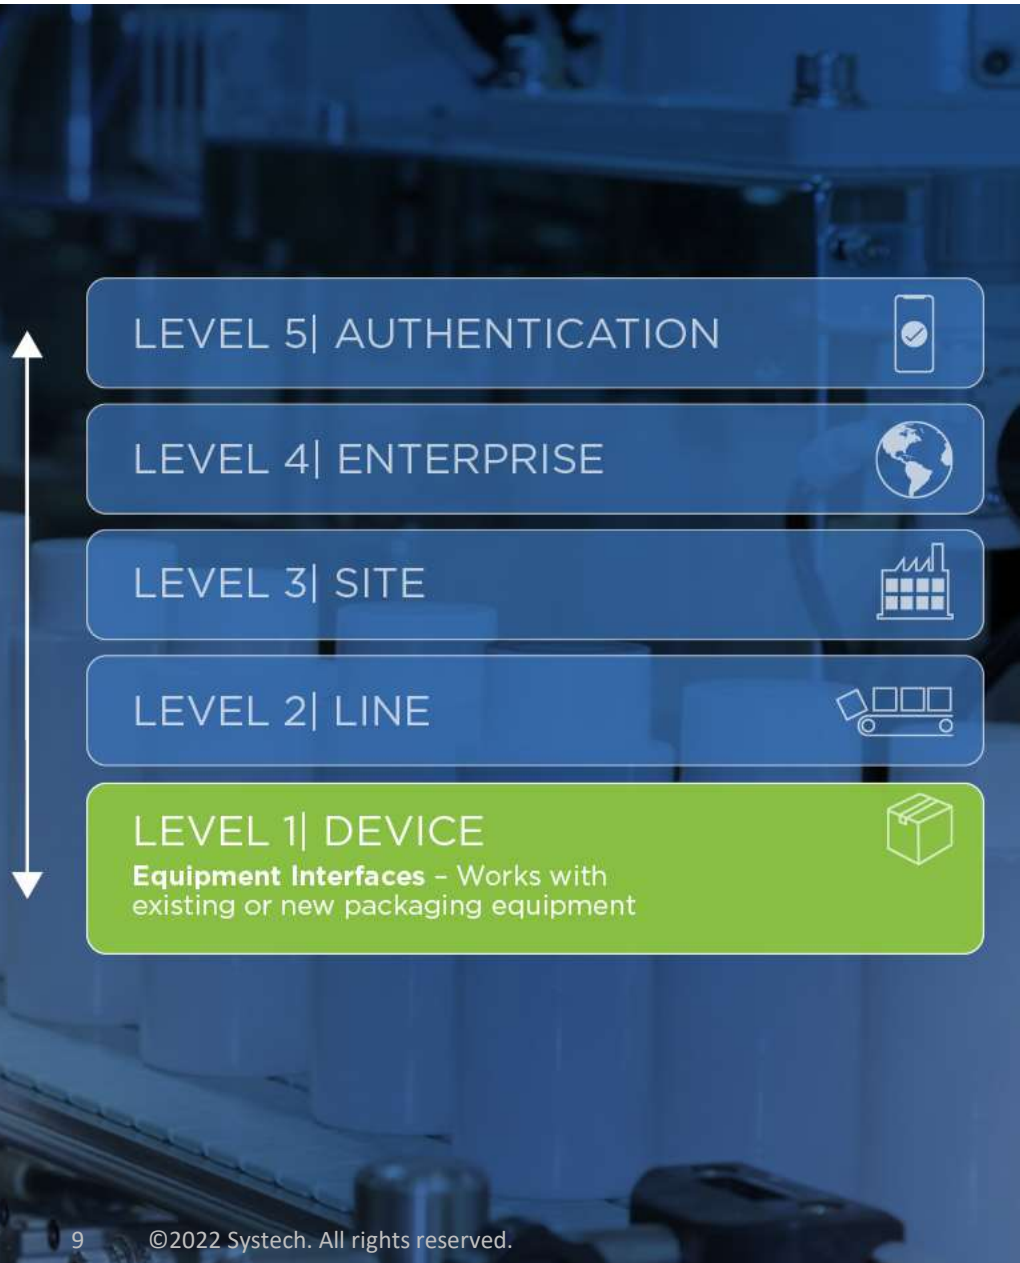 LEVEL 5| AUTHENTICATION
LEVEL 4| ENTERPRISE
LEVEL 3| SITE
LEVEL 2| LINE
LEVEL 1| DEVICE
Equipment Interfaces – Works with
existing or new packaging equipment
9 ©2022 Systech. All rights reserved.